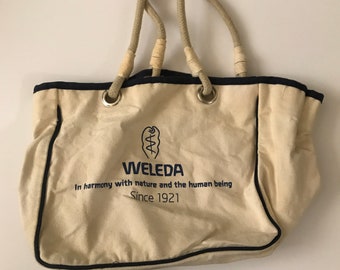 WELEDA
In harmony with nature and the human being
Since 1921